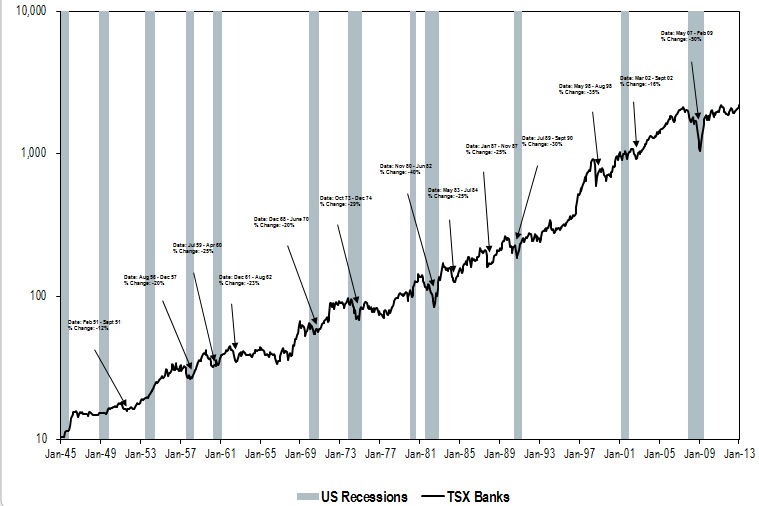 10,000
Date: May 07 - Feb 09
% Change: -50%
Date: Mar 02 - Sept 02
% Change: -16%
Date: May 98 - Aug 98
% Change: -35%
1,000
Date: Jul 89 - Sept 90
% Change: -30%
Date: Jan 87 - Nov 87
% Change: -25%
Date: Nov 80 - Jun 82
% Change: -40%
Date: May 83 - Jul 84
% Change: -25%
Date: Oct 73 - Dec 74
% Change: -29%
Date: Dec 68 - June 70
% Change: -20%
Date: Jul 59 - Apr 60
% Change: -25%
Date: Aug 56 - Dec 57
% Change: -20%
Date: Dec 61 - Aug 62
% Change: -23%
100
Date: Feb 51 - Sept 51
% Change: -12%
10
Jan-45 Jan-49 Jan-53 Jan-57 Jan-61 Jan-65 Jan-69 Jan-73 Jan-77 Jan-81 Jan-85 Jan-89 Jan-93 Jan-97 Jan-01 Jan-05 Jan-09 Jan-13
US Recessions TSX Banks